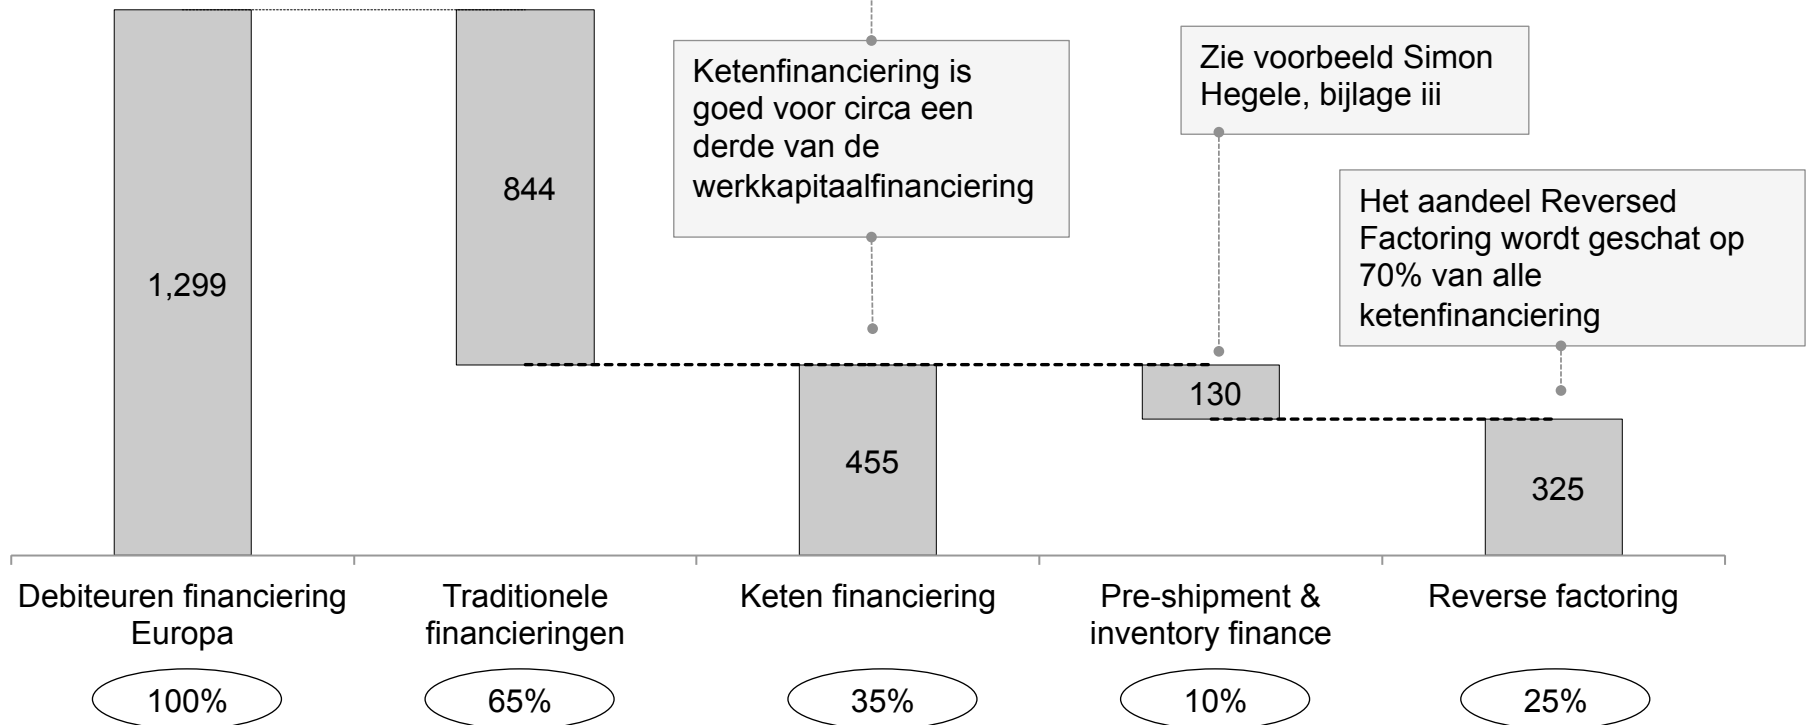 Ketenfinanciering is
goed voor circa een
derde van de
werkkapitaalfinanciering
Zie voorbeeld Simon
Hegele, bijlage iii
Het aandeel Reversed
Factoring wordt geschat op
70% van alle
ketenfinanciering
1,299
844
455
130
325
Debiteuren financiering
Europa
Traditionele
financieringen
Keten financiering
Pre-shipment &
inventory finance
Reverse factoring
100%
65%
35%
10%
25%